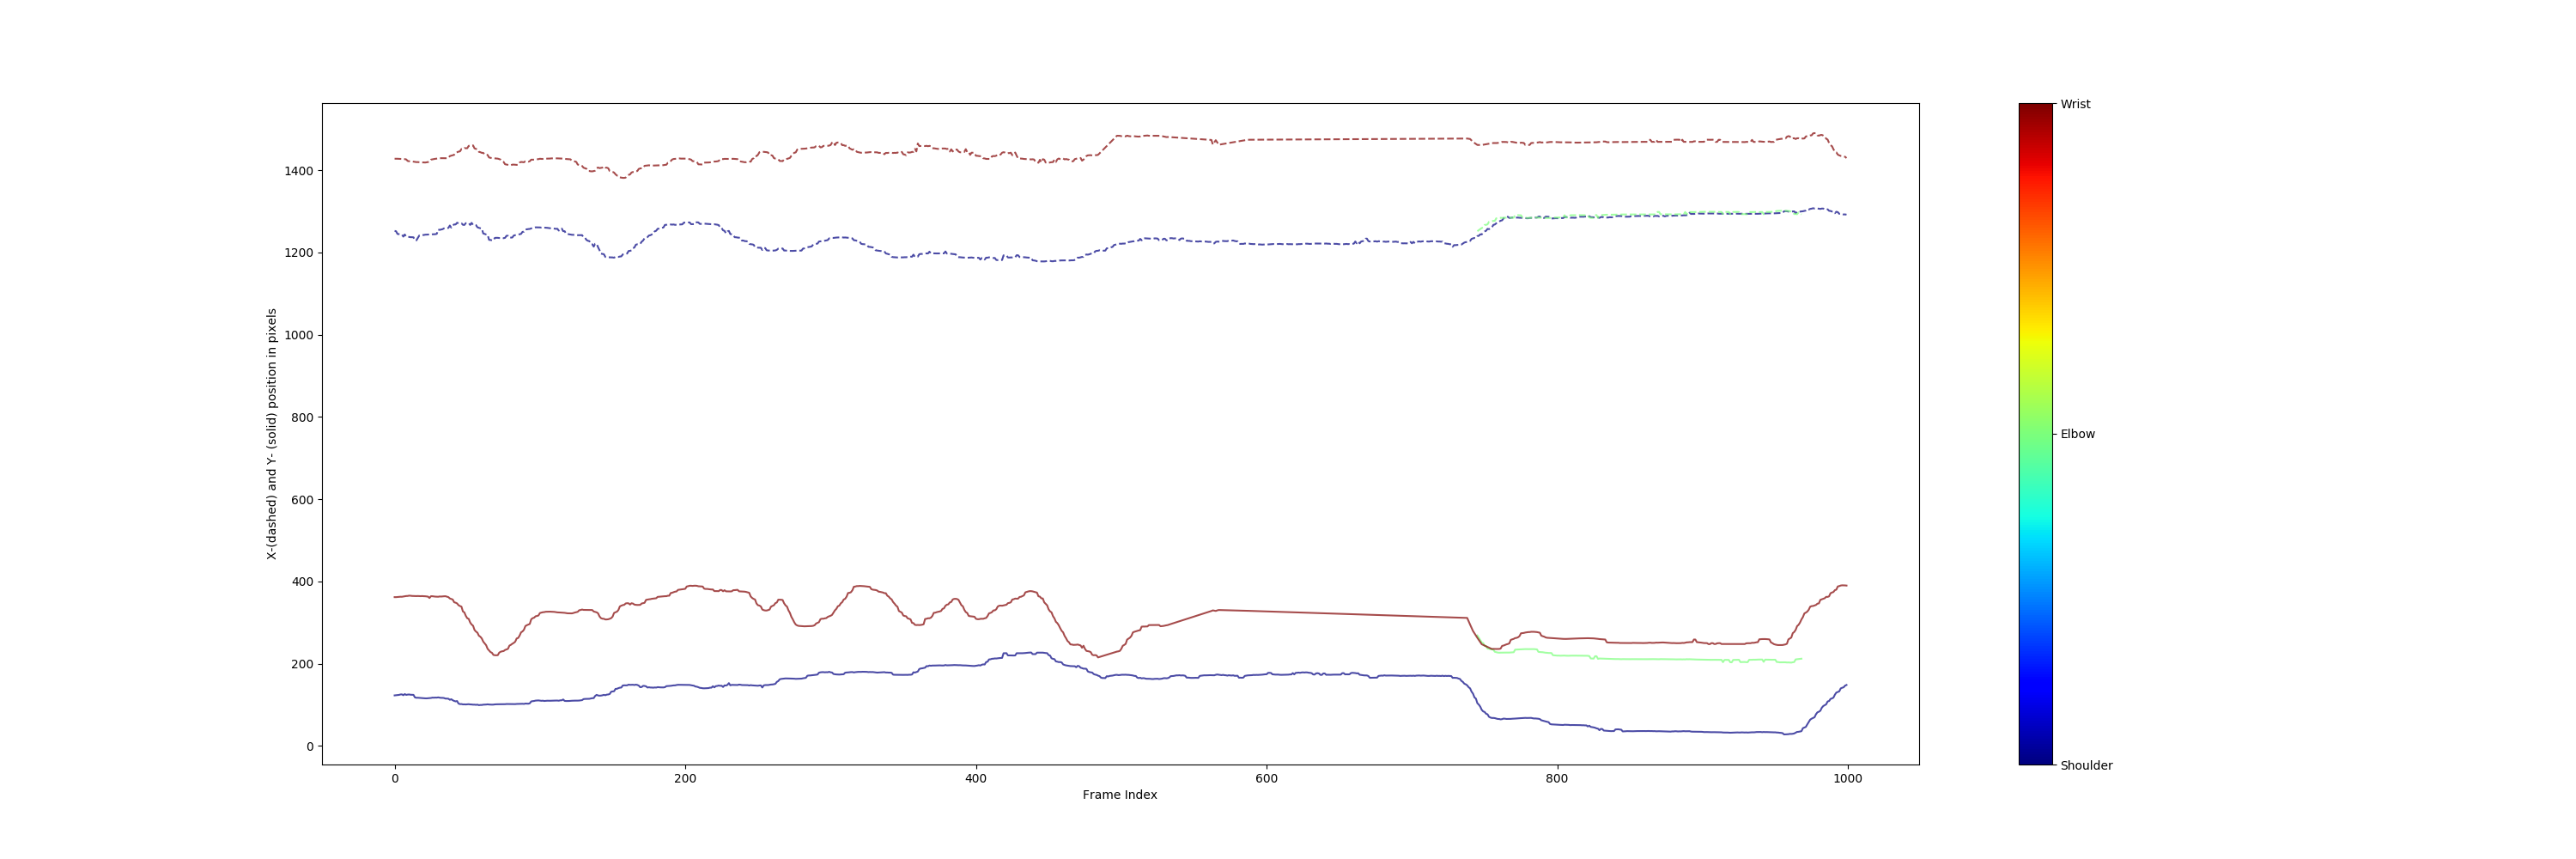 X-(dashed) and Y- (solid) position in pixels
1400
1200
1000
800
600
400
200
0
0 200 400 600 800 1000
Frame Index
Wrist
Elbow
Shoulder